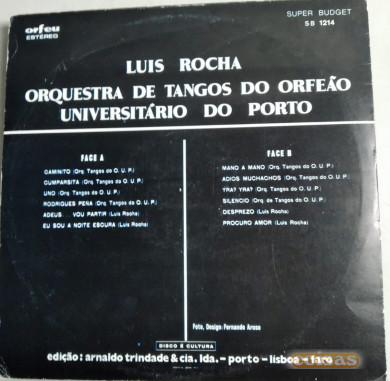 orfeu
ESTÉREO
SUPER BUDGET
SB 1214
LUIS ROCHA
ORQUESTRA DE TANGOS DO ORFEÃO
UNIVERSITÁRIO DO PORTO
FACE A
CAMINITO (Orq. Tangos do O. U. P.)
CUMPARSITA (Orq. Tangos do O. U. P.)
UNO (Orq. Tangos do O. U. P.)
RODRIGUES PEÑA (Orq. Tangos do O. U. P.)
ADEUS... VOU PARTIR (Luis Rocha)
EU SOU A NOITE ESCURA (Luis Rocha)
FACE B
MANO A MANO (Orq. Tangos do O. U. P.)
ADIOS MUCHACHOS (Orq. Tangos do O. U. P.)
YRA? YRA? (Orq. Tangos do O. U. P.)
SILENCIO (Orq. de Tangos do O. U. P.)
DESPREZO (Luis Rocha)
PROCURO AMOR (Luis Rocha)
Foto, Design: Fernando Aroso
DISCO É CULTURA
edição: arnaldo trindade & cia. lda. – porto – lisboa – faro